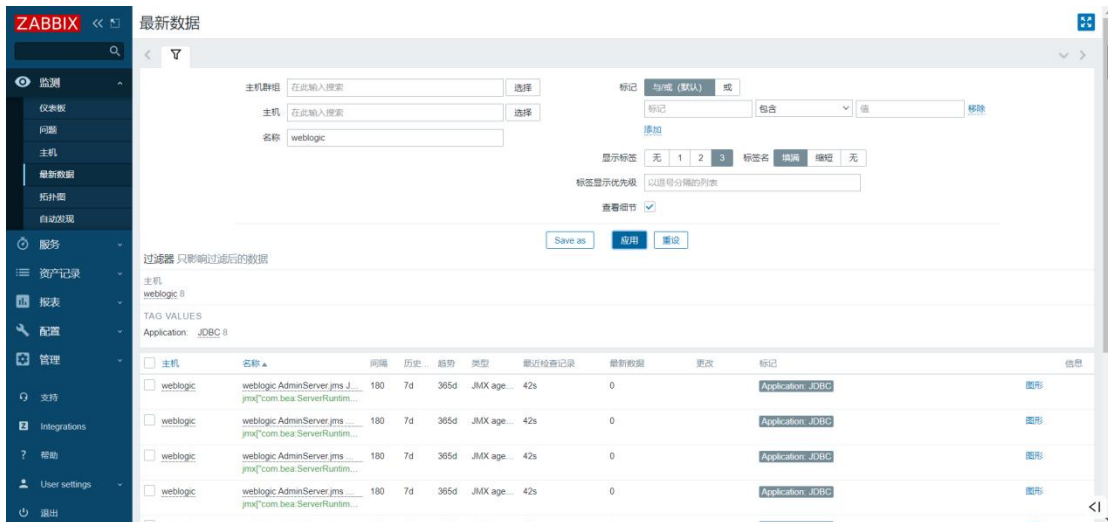 ZABBIX
最新数据
监测
仪表板
问题
主机
最新数据
拓扑图
自动发现
服务
资产记录
报表
配置
管理
支持
Integrations
帮助
User settings
退出
主机群组 在此输入搜索 选择
主机 在此输入搜索 选择
名称 weblogic
标记 与/或 (默认) 或
标记 包含 值 移除
添加
显示标签 无 1 2 3 标签名 填满 缩短 无
标签显示优先级 以逗号分隔的列表
查看细节
Save as 应用 重设
过滤器 只影响过滤后的数据
主机
weblogic 8
TAG VALUES
Application: JDBC 8
主机 名称 间隔 历史... 趋势 类型 最近检查记录 最新数据 更改 标记 信息
weblogic weblogic AdminServer.jms J... 180 7d 365d JMX age... 42s 0 Application: JDBC 图形
jmx["com.bea:ServerRuntim...
weblogic weblogic AdminServer.jms ... 180 7d 365d JMX age... 42s 0 Application: JDBC 图形
jmx["com.bea:ServerRuntim...
weblogic weblogic AdminServer.jms ... 180 7d 365d JMX age... 42s 0 Application: JDBC 图形
jmx["com.bea:ServerRuntim...
weblogic weblogic AdminServer.jms ... 180 7d 365d JMX age... 42s 0 Application: JDBC 图形
jmx["com.bea:ServerRuntim...